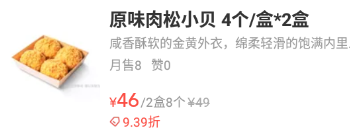 原味肉松小贝 4个/盒*2盒
咸香酥软的金黄外衣，绵柔轻滑的饱满内里.
月售8 赞0
¥46/2盒8个 ¥49
9.39折